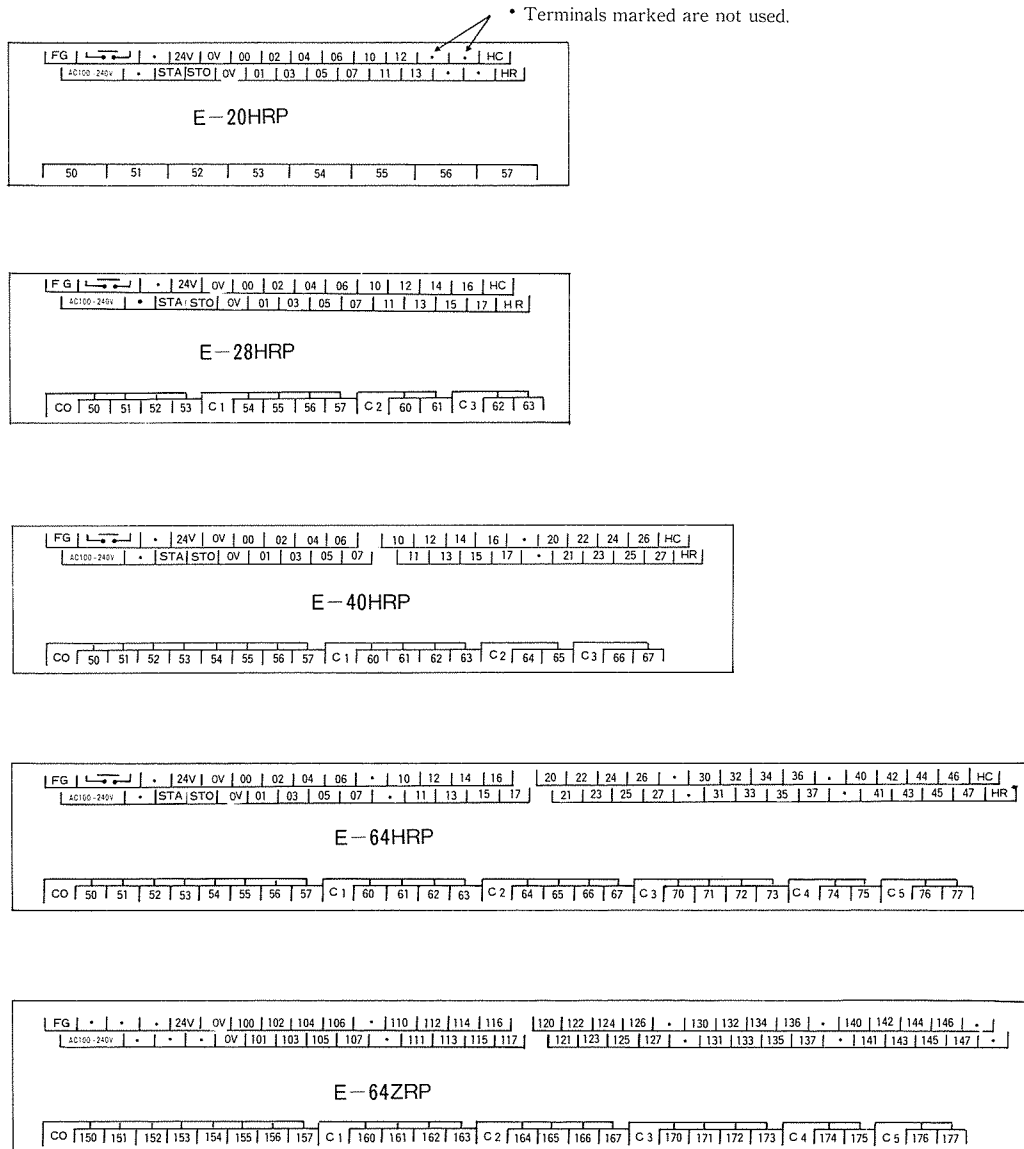 • Terminals marked are not used.
FG • 24V 0V 00 02 04 06 10 12 • • HC
AC100-240V • STA STO 0V 01 03 05 07 11 13 • • HR
E-20HRP
50 51 52 53 54 55 56 57
FG • 24V 0V 00 02 04 06 10 12 14 16 HC
AC100-240V • STA STO 0V 01 03 05 07 11 13 15 17 HR
E-28HRP
C0 50 51 52 53 C1 54 55 56 57 C2 60 61 C3 62 63
FG • 24V 0V 00 02 04 06 10 12 14 16 • 20 22 24 26 HC
AC100-240V • STA STO 0V 01 03 05 07 11 13 15 17 • 21 23 25 27 HR
E-40HRP
C0 50 51 52 53 54 55 56 57 C1 60 61 62 63 C2 64 65 C3 66 67
FG • 24V 0V 00 02 04 06 • 10 12 14 16 20 22 24 26 • 30 32 34 36 • 40 42 44 46 HC
AC100-240V • STA STO 0V 01 03 05 07 • 11 13 15 17 21 23 25 27 • 31 33 35 37 • 41 43 45 47 HR
E-64HRP
C0 50 51 52 53 54 55 56 57 C1 60 61 62 63 C2 64 65 66 67 C3 70 71 72 73 C4 74 75 C5 76 77
FG • • • 24V 0V 100 102 104 106 • 110 112 114 116 120 122 124 126 • 130 132 134 136 • 140 142 144 146 •
AC100-240V • • • 0V 101 103 105 107 • 111 113 115 117 121 123 125 127 • 131 133 135 137 • 141 143 145 147 •
E-64ZRP
C0 150 151 152 153 154 155 156 157 C1 160 161 162 163 C2 164 165 166 167 C3 170 171 172 173 C4 174 175 C5 176 177